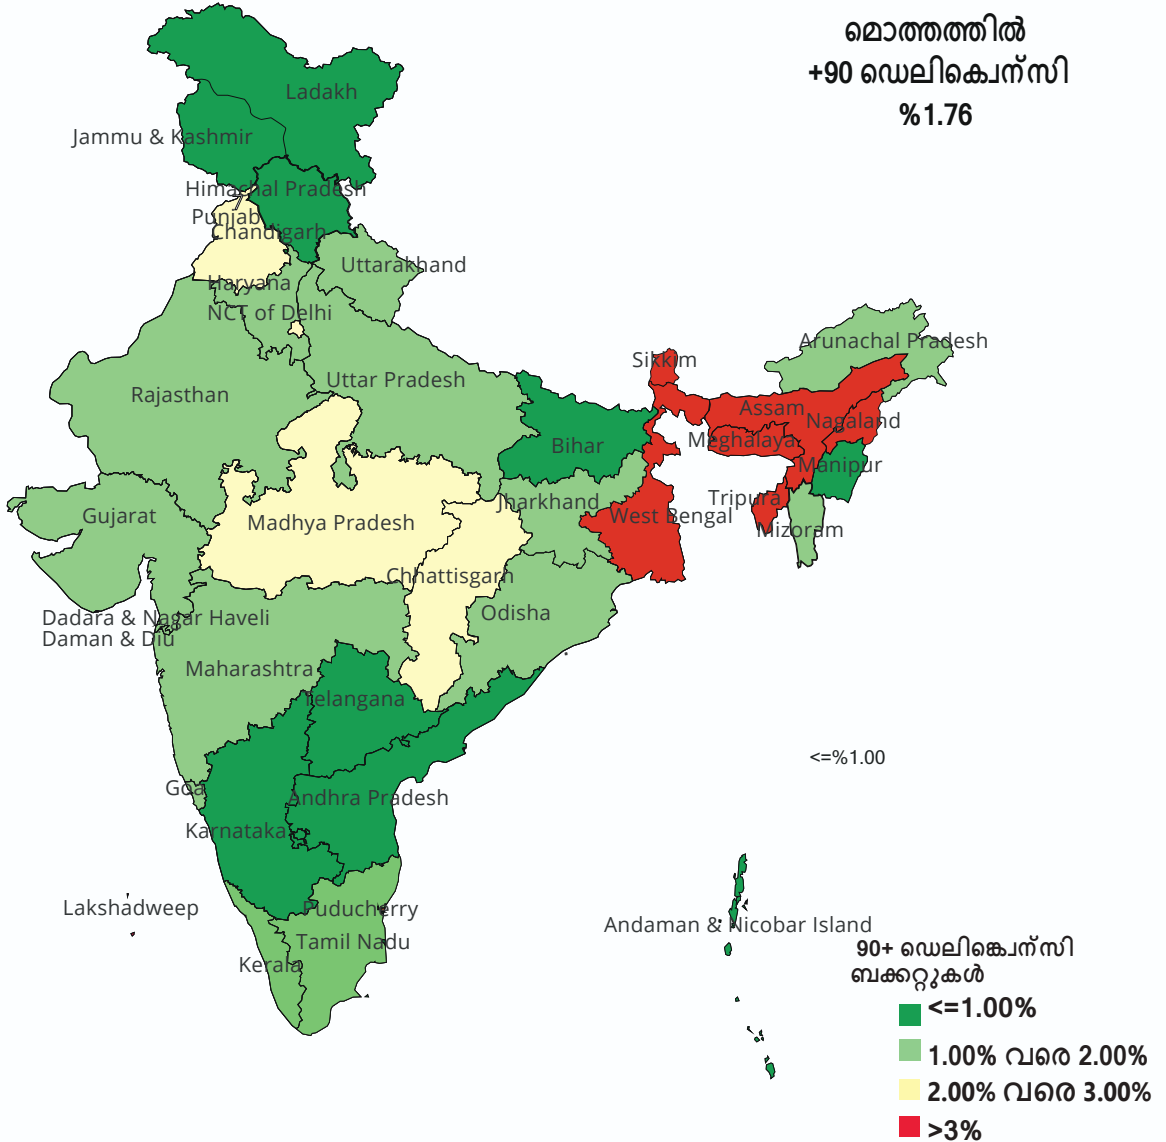 മൊത്തത്തിൽ
+90 ഡെലിക്വെന്സി
%1.76
Ladakh
Jammu & Kashmir
Himachal Pradesh
Punjab
Chandigarh
Uttarakhand
Haryana
NCT of Delhi
Arunachal Pradesh
Sikkim
Uttar Pradesh
Rajasthan
Assam
Nagaland
Meghalaya
Bihar
Manipur
Tripura
Jharkhand
Gujarat
West Bengal
Madhya Pradesh
Mizoram
Chhattisgarh
Odisha
Dadara & Nagar Haveli
Daman & Diu
Maharashtra
Telangana
<=%1.00
Goa
Andhra Pradesh
Karnataka
Lakshadweep
Puducherry
Andaman & Nicobar Island
Tamil Nadu
Kerala
90+ ഡെലിങ്ക്വെന്സി
ബക്കറ്റുകൾ
<=1.00%
1.00% വരെ 2.00%
2.00% വരെ 3.00%
>3%